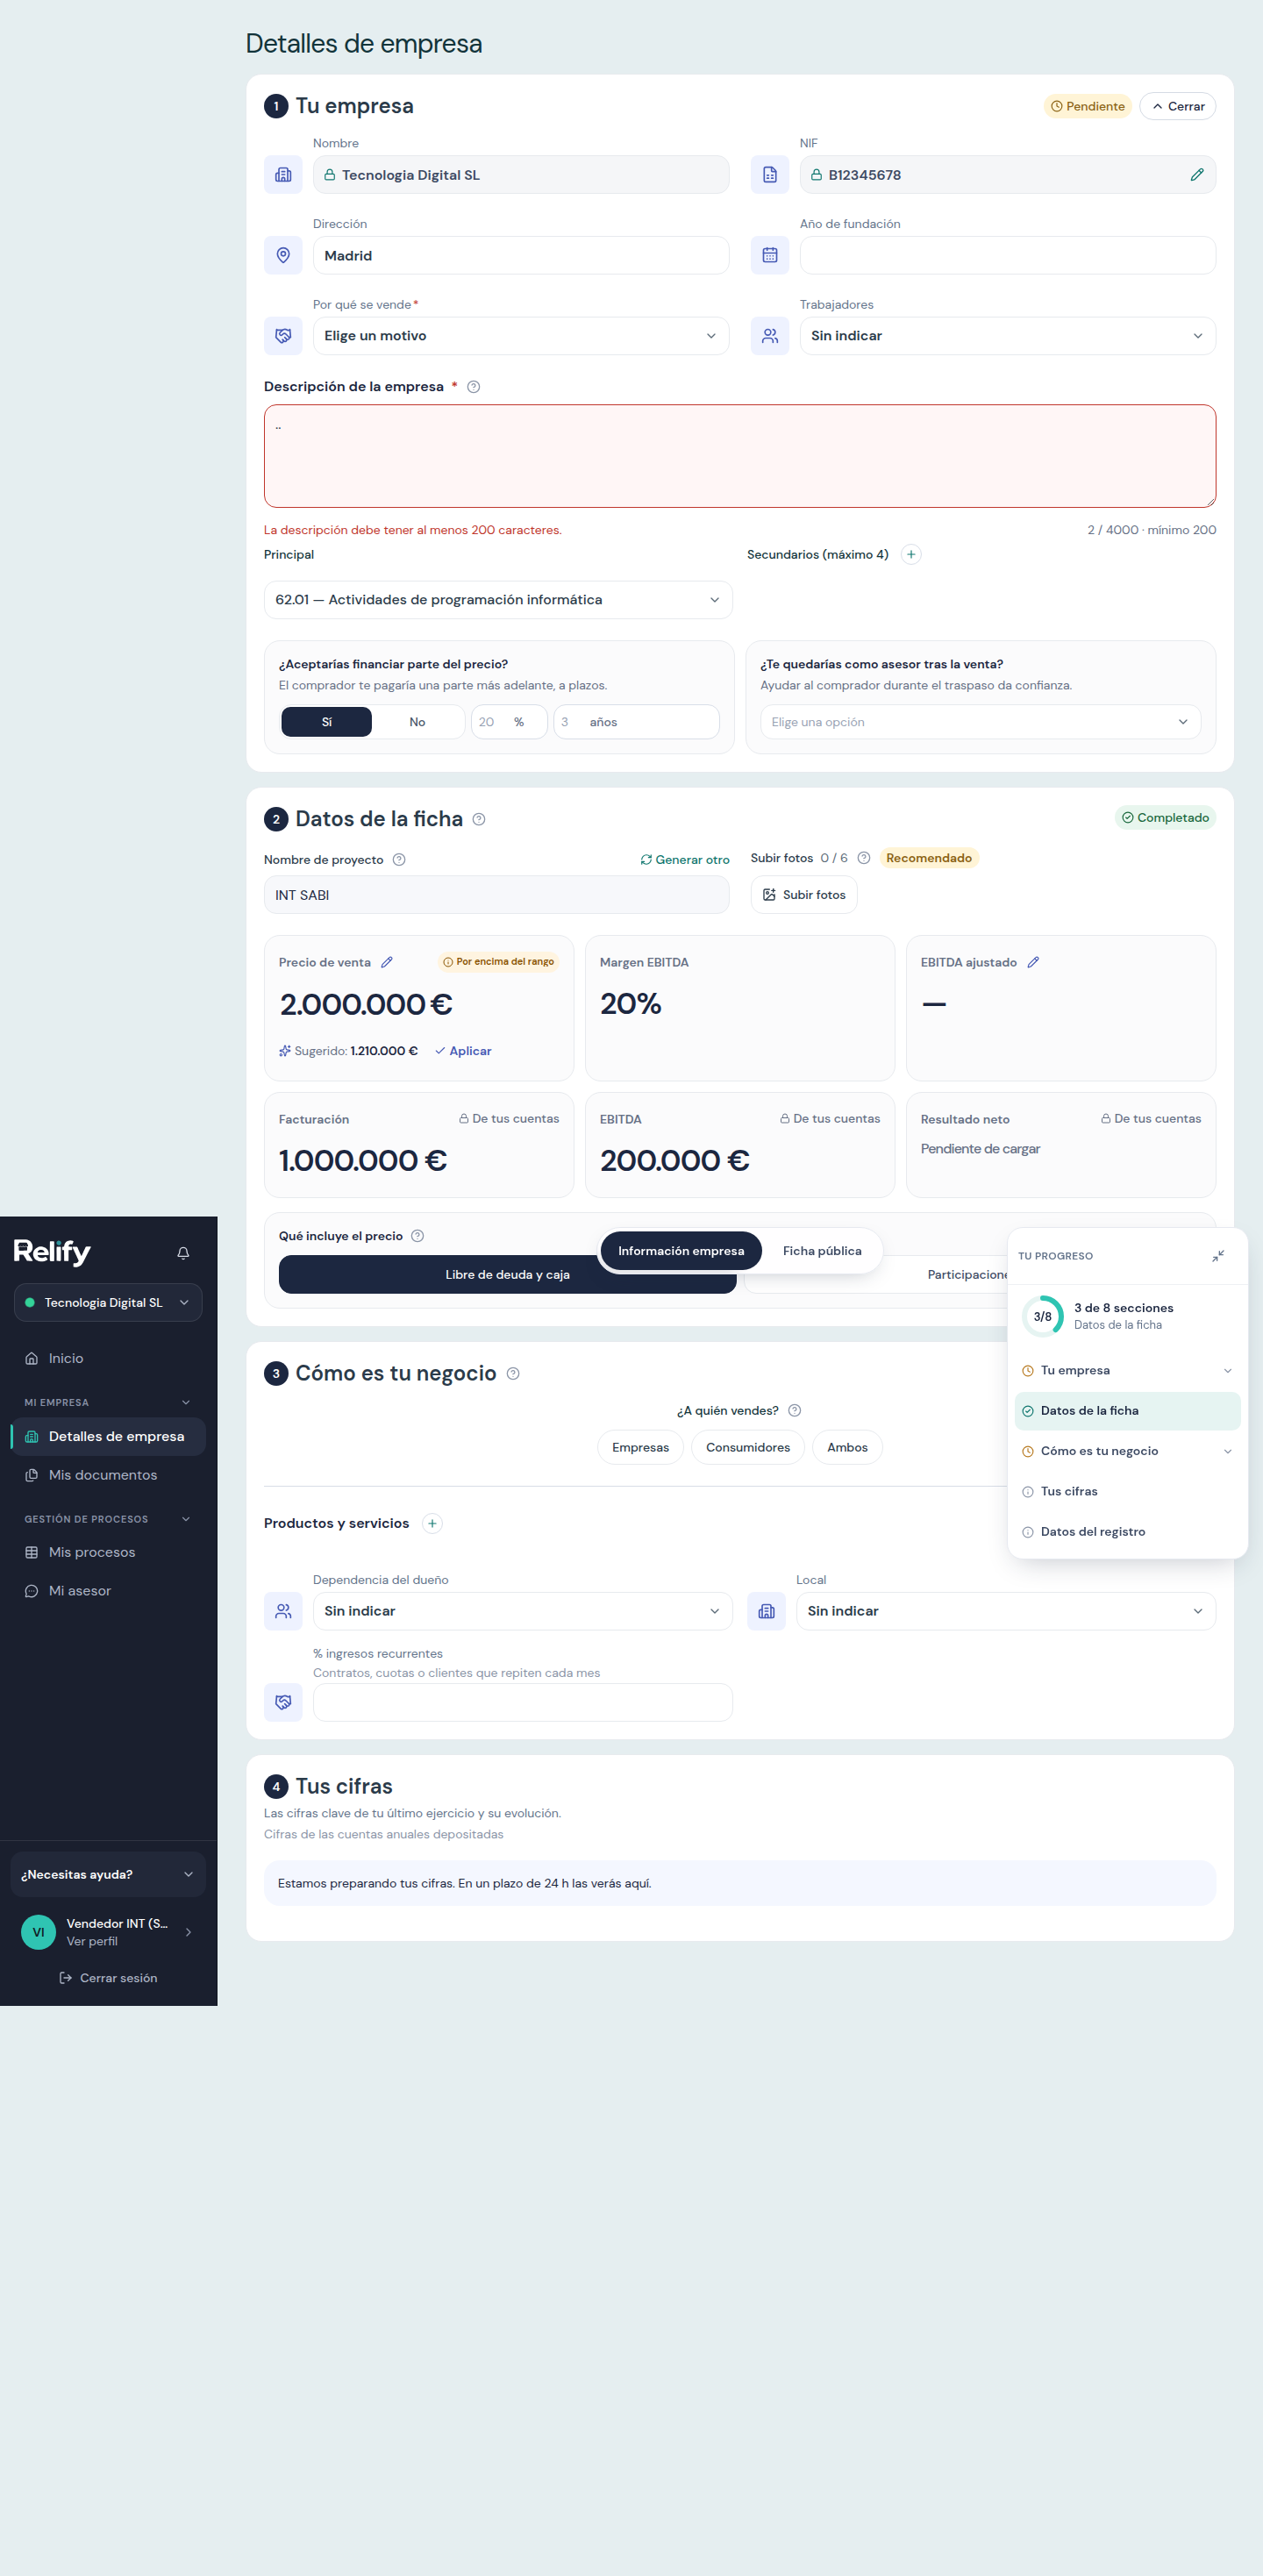 Detalles de empresa
1 Tu empresa
Pendiente
Cerrar
Nombre
NIF
Tecnologia Digital SL
B12345678
Dirección
Año de fundación
Madrid
Por qué se vende *
Trabajadores
Elige un motivo
Sin indicar
Descripción de la empresa *
..
La descripción debe tener al menos 200 caracteres.
2 / 4000 · mínimo 200
Principal
Secundarios (máximo 4)
62.01 — Actividades de programación informática
¿Aceptarías financiar parte del precio?
El comprador te pagaría una parte más adelante, a plazos.
Sí
No
20 %
3 años
¿Te quedarías como asesor tras la venta?
Ayudar al comprador durante el traspaso da confianza.
Elige una opción
2 Datos de la ficha
Completado
Nombre de proyecto
Generar otro
Subir fotos 0 / 6
Recomendado
INT SABI
Subir fotos
Precio de venta
Por encima del rango
2.000.000 €
Sugerido: 1.210.000 €
Aplicar
Margen EBITDA
20%
EBITDA ajustado
—
Facturación
De tus cuentas
1.000.000 €
EBITDA
De tus cuentas
200.000 €
Resultado neto
De tus cuentas
Pendiente de cargar
Qué incluye el precio
Libre de deuda y caja
Información empresa
Ficha pública
3 Cómo es tu negocio
¿A quién vendes?
Empresas
Consumidores
Ambos
Productos y servicios
Dependencia del dueño
Local
Sin indicar
Sin indicar
% ingresos recurrentes
Contratos, cuotas o clientes que repiten cada mes
4 Tus cifras
Las cifras clave de tu último ejercicio y su evolución.
Cifras de las cuentas anuales depositadas
Estamos preparando tus cifras. En un plazo de 24 h las verás aquí.
TU PROGRESO
3/8
3 de 8 secciones
Datos de la ficha
Tu empresa
Datos de la ficha
Cómo es tu negocio
Tus cifras
Datos del registro
Relify
Tecnologia Digital SL
Inicio
MI EMPRESA
Detalles de empresa
Mis documentos
GESTIÓN DE PROCESOS
Mis procesos
Mi asesor
¿Necesitas ayuda?
VI
Vendedor INT (S...
Ver perfil
Cerrar sesión